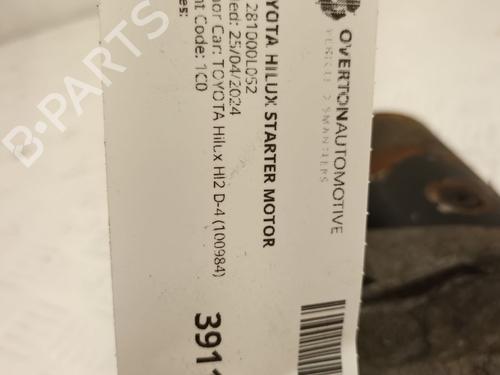 OVERTONAUTOMOTIVE
VEHICLE DISMANTLERS
YOTA HILUX STARTER MOTOR
281000L052
ed: 25/04/2024
nor Car: TOYOTA Hilux Hl2 D-4 (100984)
nt Code: 1C0
es:
391
B-PARTS